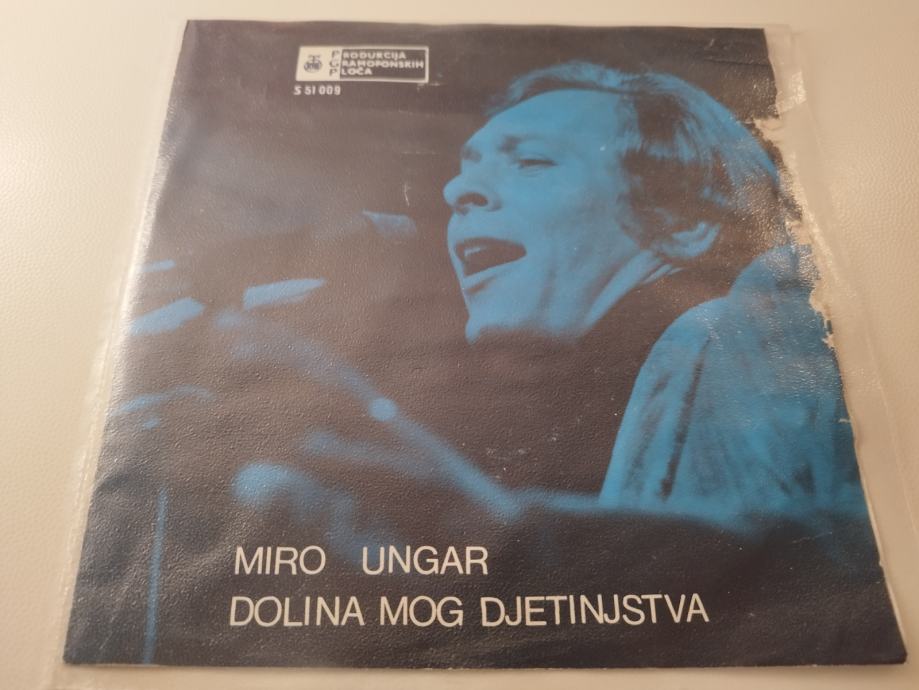 PRODUKCIJA
GRAMOFONSKIH
PLOČA
S 51 009
MIRO UNGAR
DOLINA MOG DJETINJSTVA